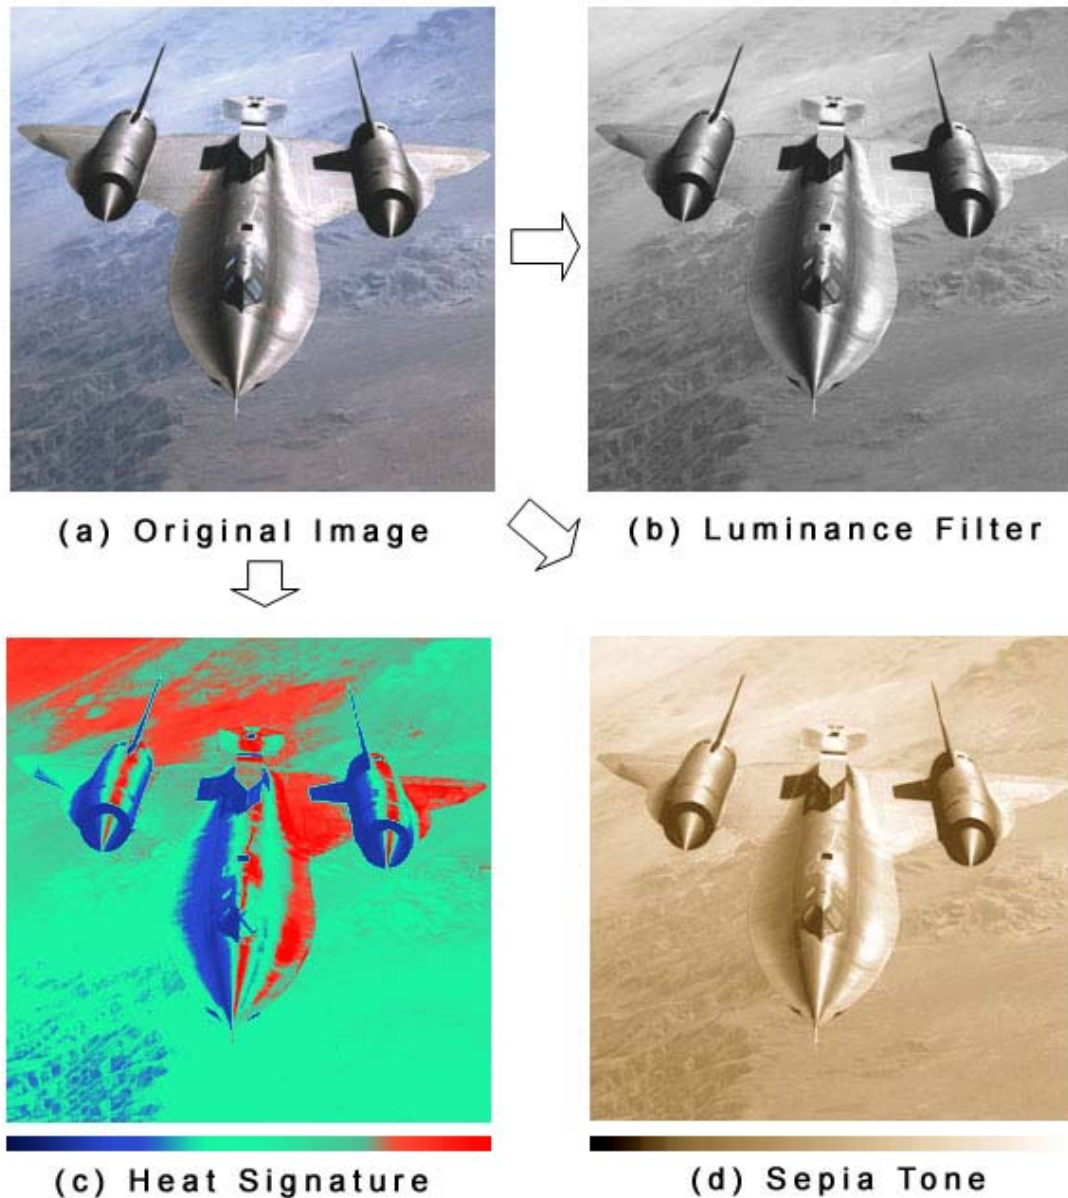 (a) Original Image
(b) Luminance Filter
(c) Heat Signature
(d) Sepia Tone